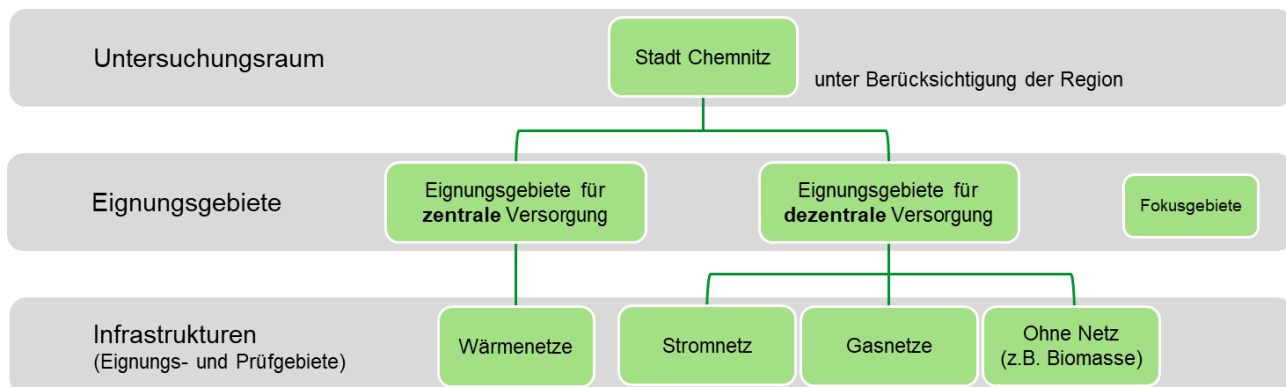 Untersuchungsraum
Stadt Chemnitz
unter Berücksichtigung der Region
Eignungsgebiete
Eignungsgebiete für
zentrale Versorgung
Eignungsgebiete für
dezentrale Versorgung
Fokusgebiete
Infrastrukturen
(Eignungs- und Prüfgebiete)
Wärmenetze
Stromnetz
Gasnetze
Ohne Netz
(z.B. Biomasse)